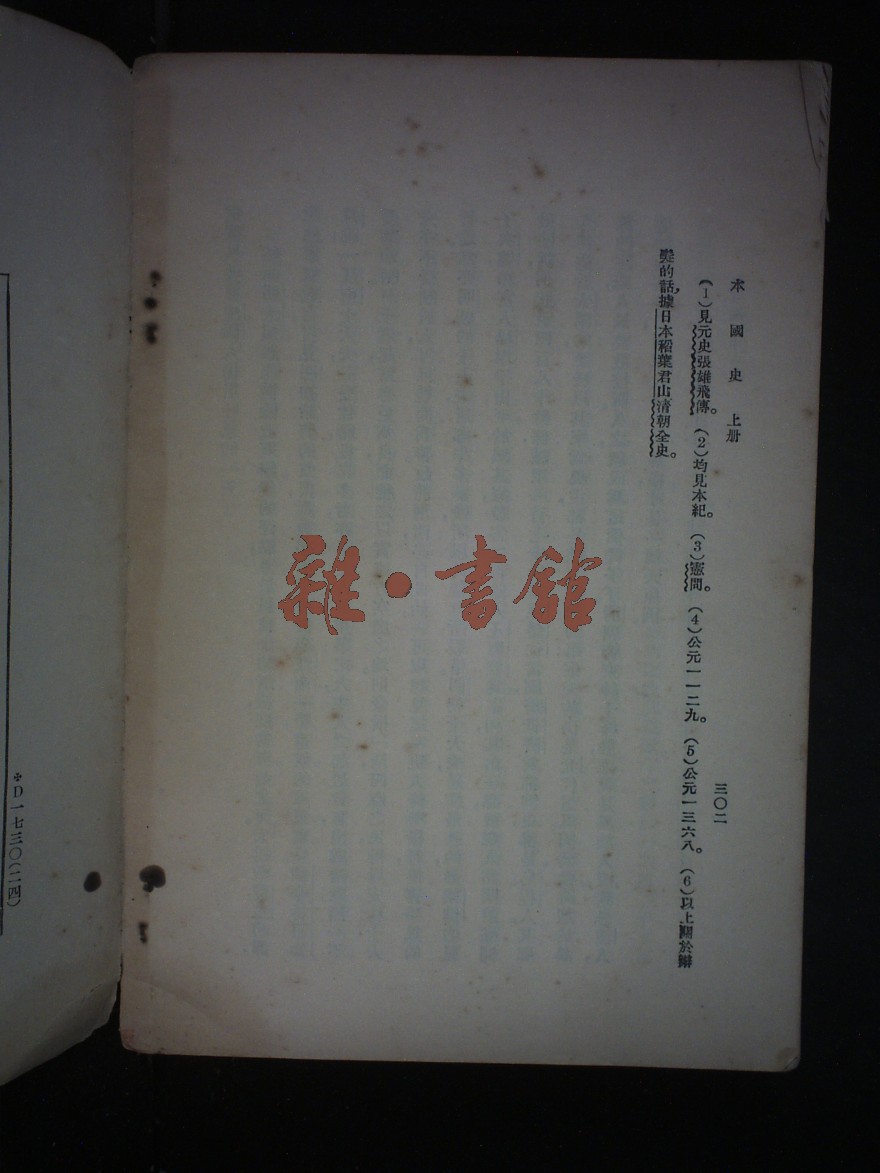 本國史 上册
三〇二
(1)見元史張雄飛傳。 (2)均見本紀。 (3)憲問。 (4)公元一一二九。 (5)公元一三六八。 (6)以上關於辮
髮的話，據日本稻葉君山清朝全史。
雜·書館
*D一七三〇(二四)